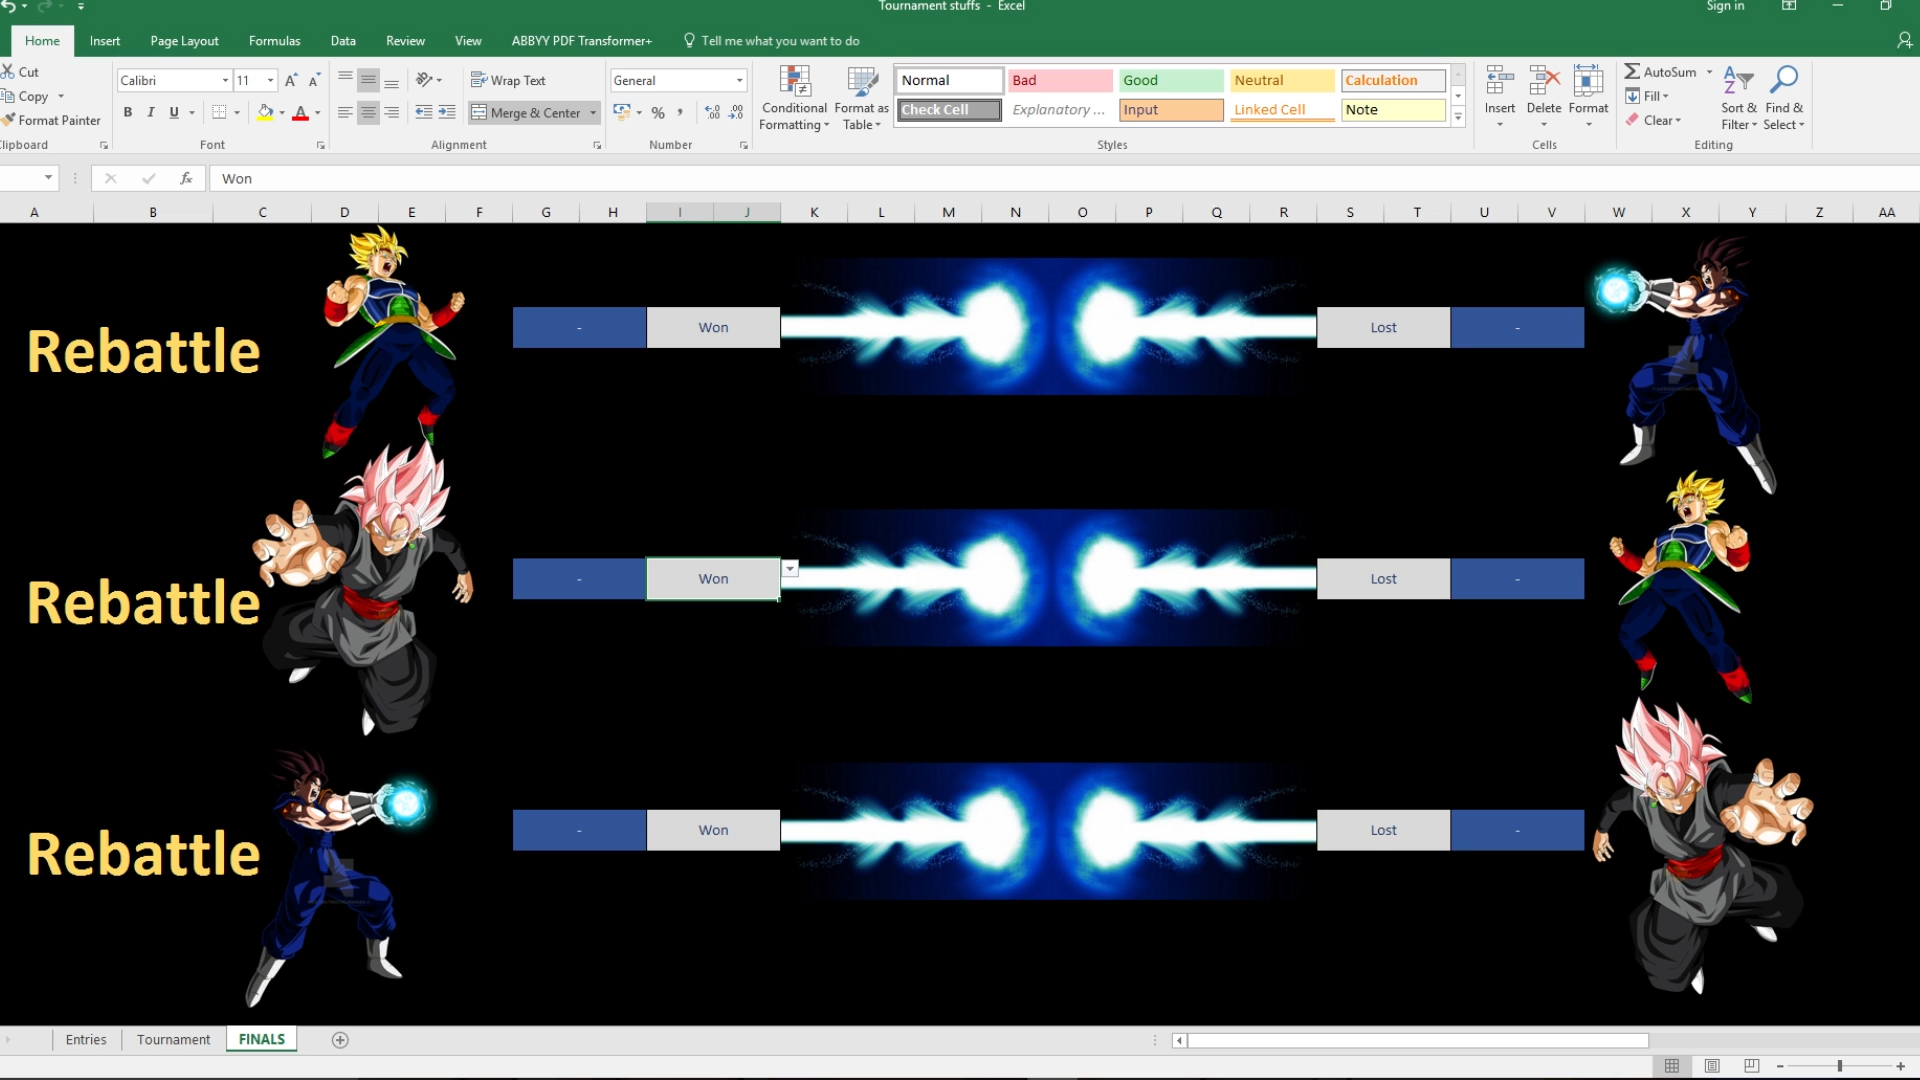 Tournament stuffs - Excel
Sign in
Home Insert Page Layout Formulas Data Review View ABBYY PDF Transformer+ Tell me what you want to do
Cut
Copy
Format Painter
Clipboard
Calibri 11
B I U
Font
Wrap Text
Merge & Center
Alignment
General
%
Number
Conditional Formatting
Format as Table
Normal Bad Good Neutral Calculation
Check Cell Explanatory ... Input Linked Cell Note
Styles
Insert Delete Format
Cells
AutoSum
Fill
Clear
Sort & Filter
Find & Select
Editing
fx Won
A B C D E F G H I J K L M N O P Q R S T U V W X Y Z AA
- Won Lost -
Rebattle
- Won Lost -
Rebattle
- Won Lost -
Rebattle
Entries Tournament FINALS